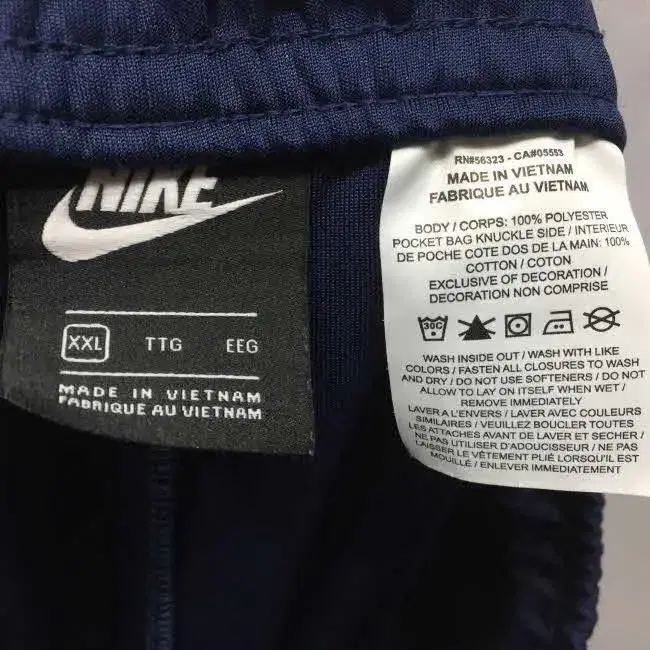 NIKE
XXL TTG EEG
MADE IN VIETNAM
FABRIQUE AU VIETNAM
RN#56323 - CA#05553
MADE IN VIETNAM
FABRIQUE AU VIETNAM
BODY / CORPS: 100% POLYESTER
POCKET BAG KNUCKLE SIDE / INTERIEUR
DE POCHE COTE DOS DE LA MAIN: 100%
COTTON / COTON
EXCLUSIVE OF DECORATION /
DECORATION NON COMPRISE
30C
WASH INSIDE OUT / WASH WITH LIKE
COLORS / FASTEN ALL CLOSURES TO WASH
AND DRY / DO NOT USE SOFTENERS / DO NOT
ALLOW TO LAY ON ITSELF WHEN WET /
REMOVE IMMEDIATELY
LAVER A L'ENVERS / LAVER AVEC COULEURS
SIMILAIRES / VEUILLEZ BOUCLER TOUTES
LES ATTACHES AVANT DE LAVER ET SECHER /
NE PAS UTILISER D'ADOUCISSEUR / NE PAS
LAISSER LE VÊTEMENT PLIÉ LORSQU'IL EST
MOUILLÉ / ENLEVER IMMEDIATEMENT